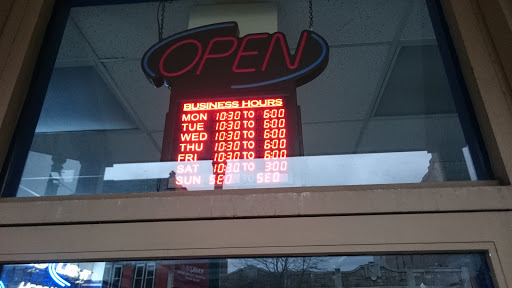 OPEN
BUSINESS HOURS
MON 10:30 TO 6:00
TUE 10:30 TO 6:00
WED 10:30 TO 6:00
THU 10:30 TO 6:00
FRI 10:30 TO 6:00
SAT 10:30 TO 3:00
SUN